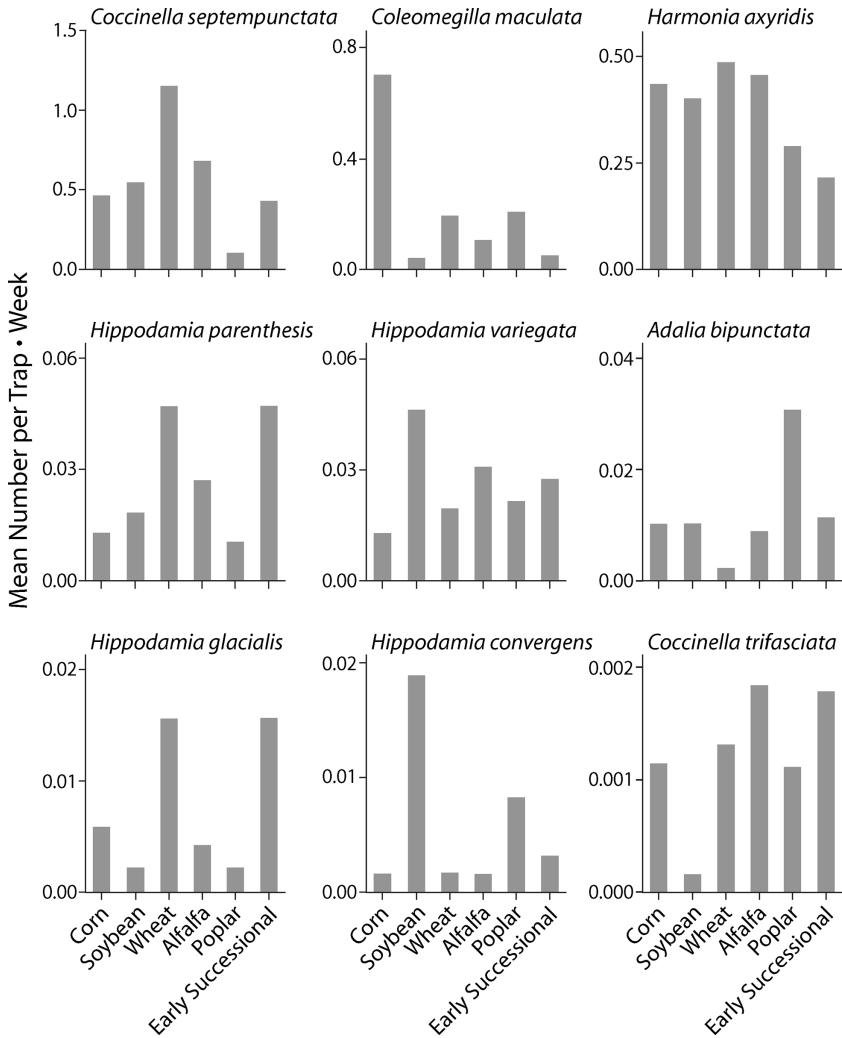 Coccinella septempunctata
Coleomegilla maculata
Harmonia axyridis
1.5
1.0
0.5
0.0
0.8
0.4
0.0
0.50
0.25
0.00
Mean Number per Trap • Week
Hippodamia parenthesis
Hippodamia variegata
Adalia bipunctata
0.06
0.03
0.00
0.06
0.03
0.00
0.04
0.02
0.00
Hippodamia glacialis
Hippodamia convergens
Coccinella trifasciata
0.02
0.01
0.00
0.02
0.01
0.00
0.002
0.001
0.000
Corn
Soybean
Wheat
Alfalfa
Poplar
Early Successional
Corn
Soybean
Wheat
Alfalfa
Poplar
Early Successional
Corn
Soybean
Wheat
Alfalfa
Poplar
Early Successional